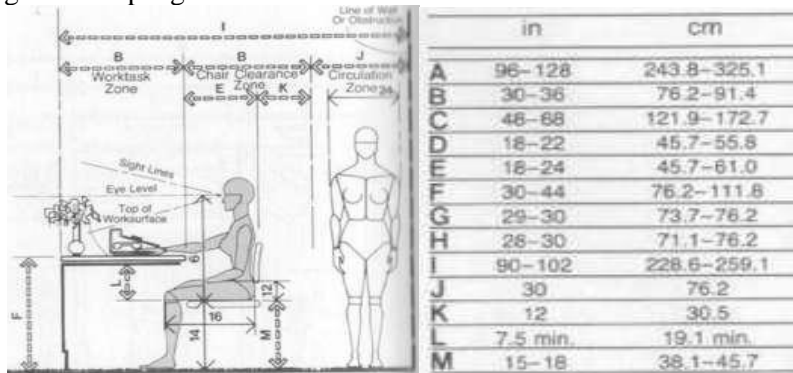 Line of Wall
Or Obstruction
I
B B J
Worktask Chair Clearance Circulation
Zone Zone Zone 24
E K
Sight Lines
Eye Level
Top of
Worksurface
6
L
12
16
F
14
M
in cm
A 96-128 243.8-325.1
B 30-36 76.2-91.4
C 48-68 121.9-172.7
D 18-22 45.7-55.8
E 18-24 45.7-61.0
F 30-44 76.2-111.8
G 29-30 73.7-76.2
H 28-30 71.1-76.2
I 90-102 228.6-259.1
J 30 76.2
K 12 30.5
L 7.5 min. 19.1 min.
M 15-18 38.1-45.7